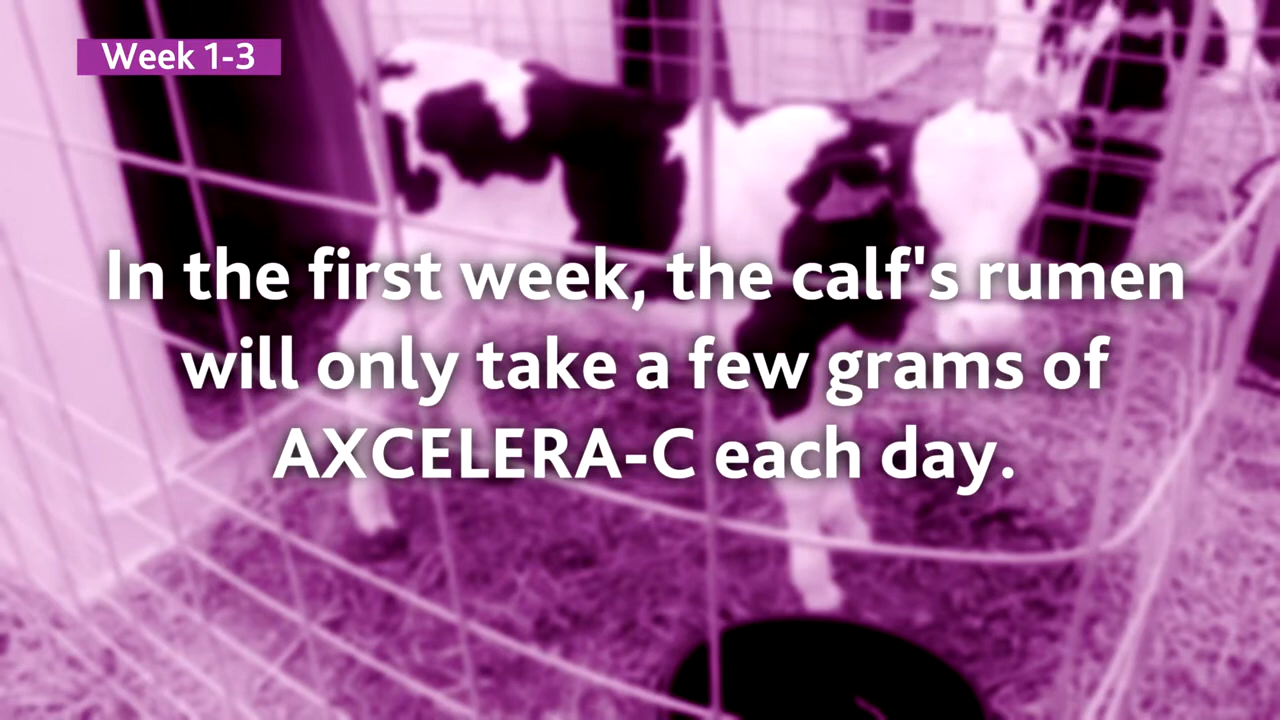 Week 1-3
In the first week, the calf's rumen
will only take a few grams of
AXCELERA-C each day.